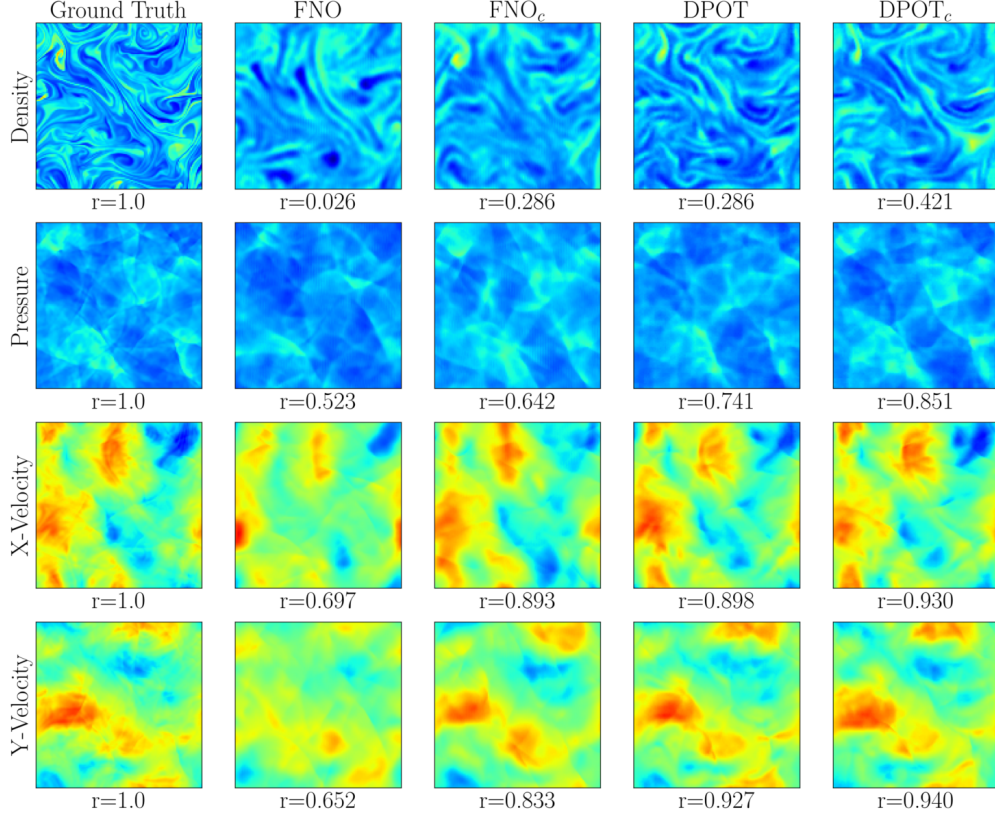 Ground Truth FNO FNO_c DPOT DPOT_c
Density
r=1.0 r=0.026 r=0.286 r=0.286 r=0.421
Pressure
r=1.0 r=0.523 r=0.642 r=0.741 r=0.851
X-Velocity
r=1.0 r=0.697 r=0.893 r=0.898 r=0.930
Y-Velocity
r=1.0 r=0.652 r=0.833 r=0.927 r=0.940